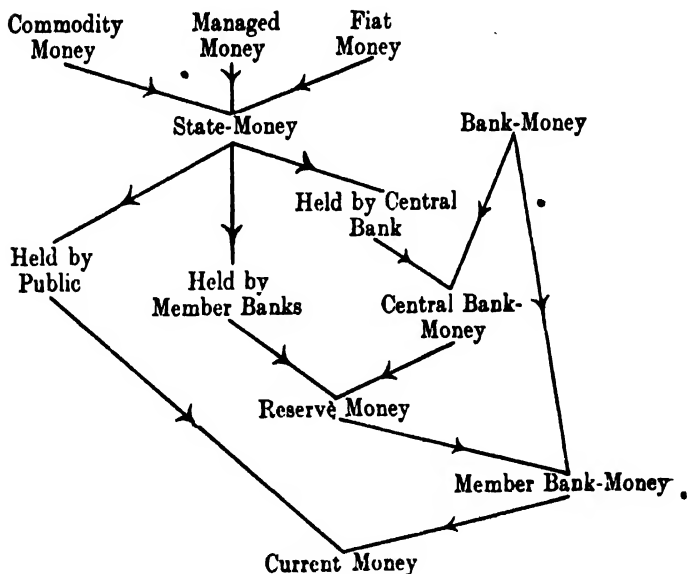 Commodity
Money
Managed
Money
Fiat
Money
State-Money
Bank-Money
Held by Central
Bank
Held by
Public
Held by
Member Banks
Central Bank-
Money
Reserve Money
Member Bank-Money
Current Money